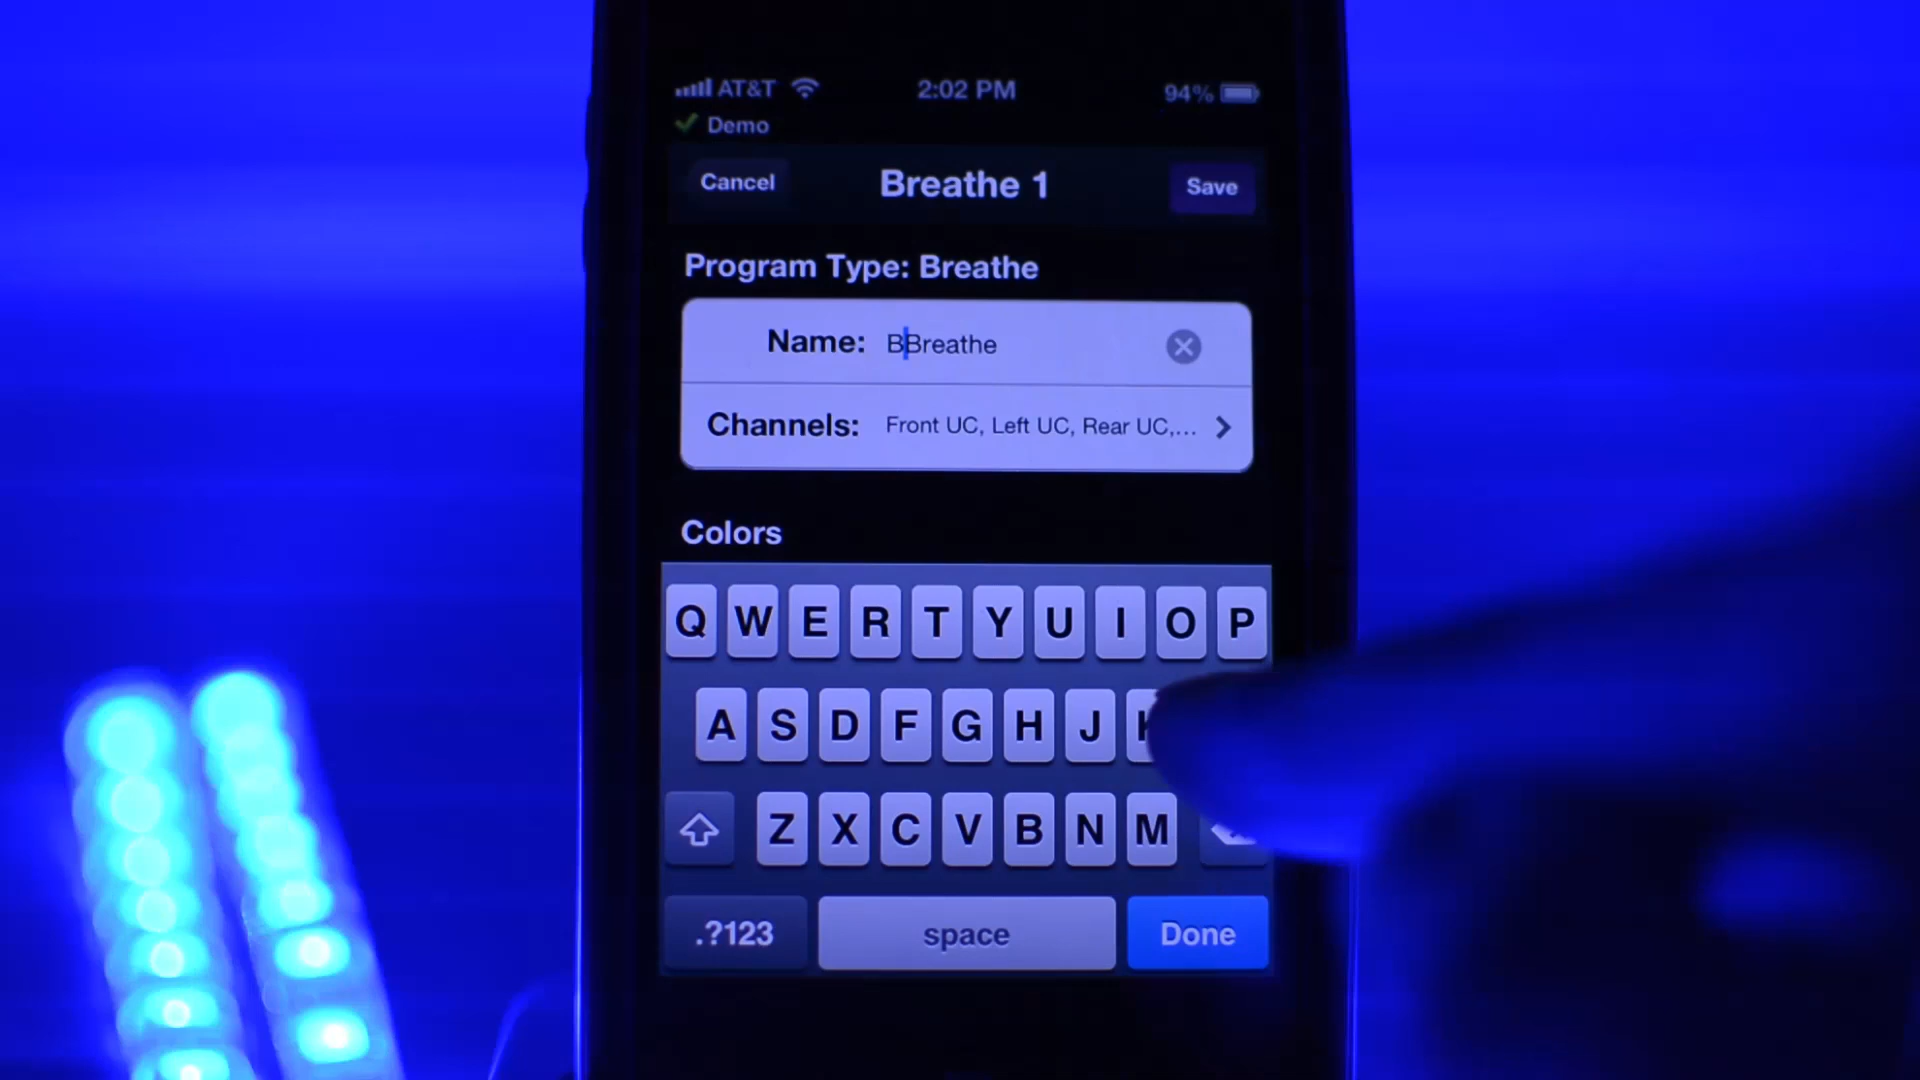 AT&T 2:02 PM 94%
Demo
Cancel Breathe 1 Save
Program Type: Breathe
Name: BBreathe
Channels: Front UC, Left UC, Rear UC,...
Colors
Q W E R T Y U I O P
A S D F G H J
Z X C V B N M
.?123 space Done